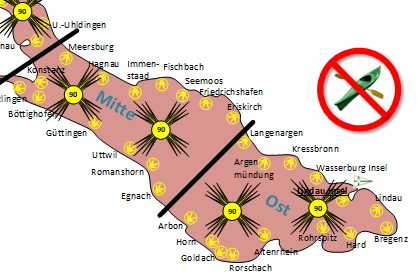 90
U.-Uhldingen
nau
Meersburg
Hagnau
Immen-
staad
Fischbach
Konstanz
Seemoos
90
Friedrichshafen
Böttighofen
Mitte
Eriskirch
Güttingen
90
Langenargen
Kressbronn
Uttwil
Argen
mündung
Romanshorn
Wasserburg Insel
Egnach
Lindau Insel
Lindau
Ost
90
90
Arbon
Rohrspitz
Bregenz
Horn
Hard
Altenrhein
Goldach
Rorschach